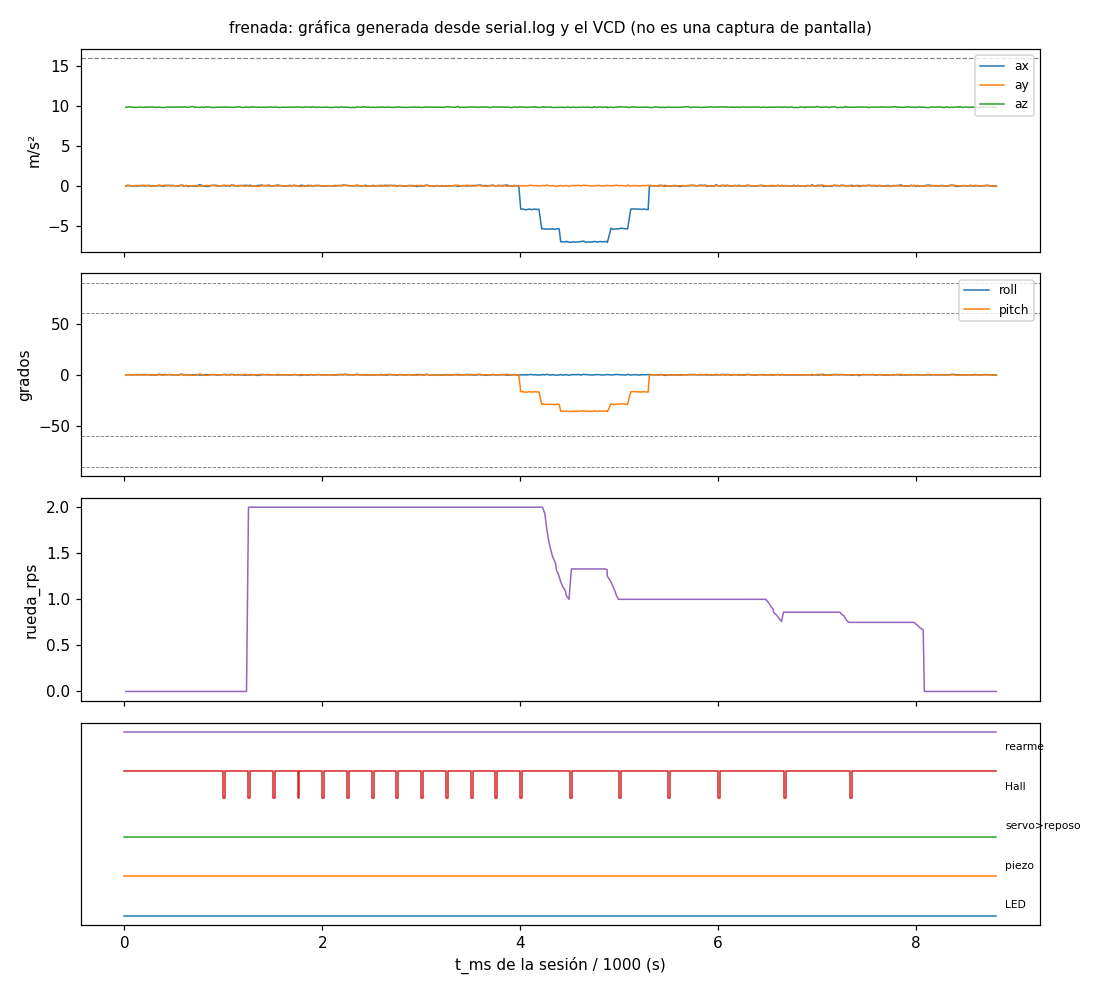 frenada: gráfica generada desde serial.log y el VCD (no es una captura de pantalla)
15
10
5
0
−5
m/s²
ax
ay
az
50
0
−50
grados
roll
pitch
2.0
1.5
1.0
0.5
0.0
rueda_rps
rearme
Hall
servo>reposo
piezo
LED
0 2 4 6 8
t_ms de la sesión / 1000 (s)